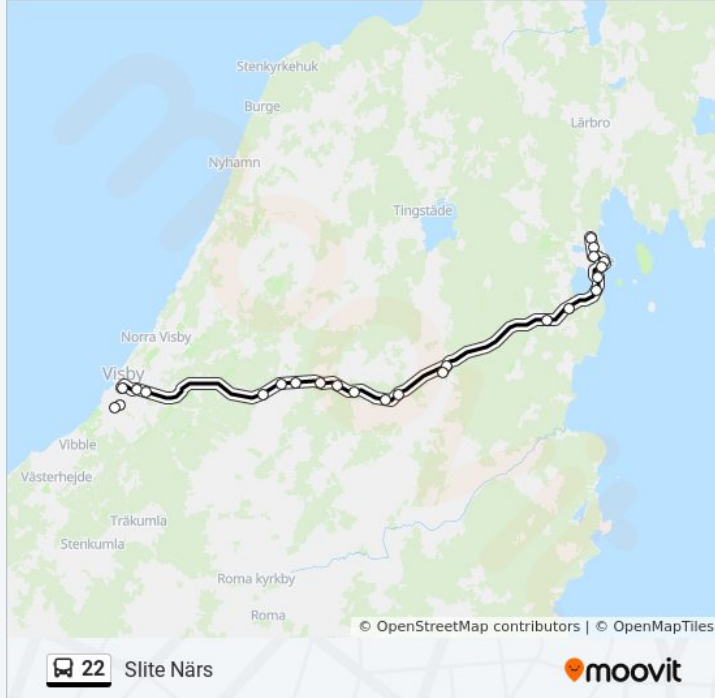 Stenkyrkehuk
Burge
Lärbro
Nyhamn
Tingstäde
Norra Visby
Visby
Vibble
Västerhejde
Träkumla
Stenkumla
Roma kyrkby
Roma
© OpenStreetMap contributors | © OpenMapTiles
22 Slite Närs
moovit